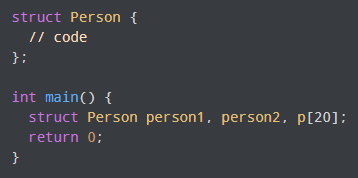 struct Person {
  // code
};

int main() {
  struct Person person1, person2, p[20];
  return 0;
}